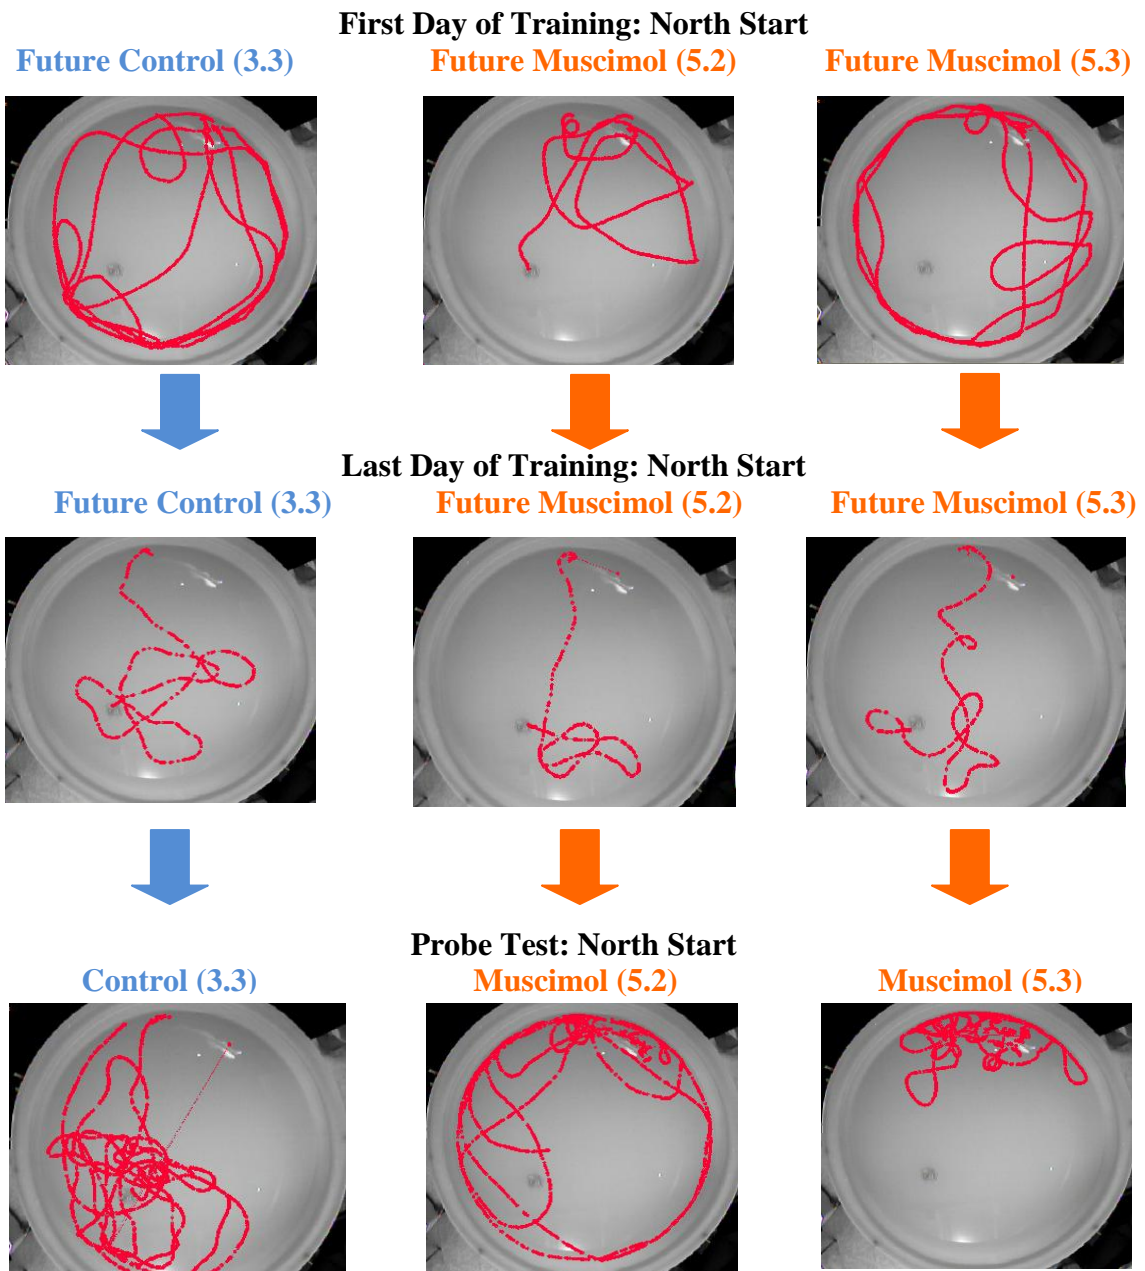 First Day of Training: North Start
Future Control (3.3) Future Muscimol (5.2) Future Muscimol (5.3)
Last Day of Training: North Start
Future Control (3.3) Future Muscimol (5.2) Future Muscimol (5.3)
Probe Test: North Start
Control (3.3) Muscimol (5.2) Muscimol (5.3)